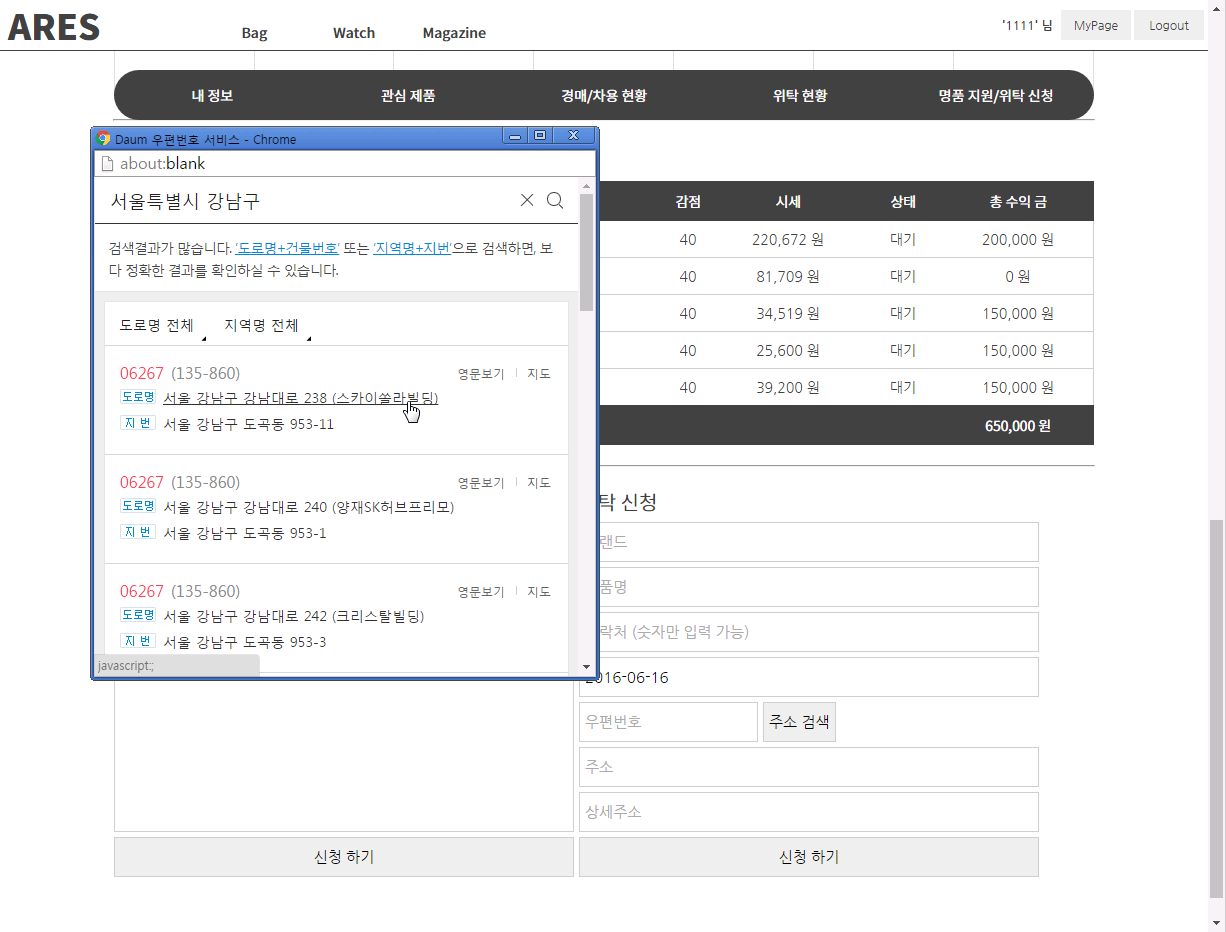 ARES
Bag
Watch
Magazine
'1111' 님
MyPage
Logout
내 정보
관심 제품
경매/차용 현황
위탁 현황
명품 지원/위탁 신청
Daum 우편번호 서비스 - Chrome
about:blank
서울특별시 강남구
검색결과가 많습니다. '도로명+건물번호' 또는 '지역명+지번'으로 검색하면, 보
다 정확한 결과를 확인하실 수 있습니다.
도로명 전체
지역명 전체
06267 (135-860)
영문보기
지도
도로명 서울 강남구 강남대로 238 (스카이쏠라빌딩)
지 번 서울 강남구 도곡동 953-11
06267 (135-860)
영문보기
지도
도로명 서울 강남구 강남대로 240 (양재SK허브프리모)
지 번 서울 강남구 도곡동 953-1
06267 (135-860)
영문보기
지도
도로명 서울 강남구 강남대로 242 (크리스탈빌딩)
지 번 서울 강남구 도곡동 953-3
javascript:;
감점 시세 상태 총 수익 금
40 220,672 원 대기 200,000 원
40 81,709 원 대기 0 원
40 34,519 원 대기 150,000 원
40 25,600 원 대기 150,000 원
40 39,200 원 대기 150,000 원
650,000 원
탁 신청
랜드
품명
락처 (숫자만 입력 가능)
2016-06-16
우편번호
주소 검색
주소
상세주소
신청 하기
신청 하기